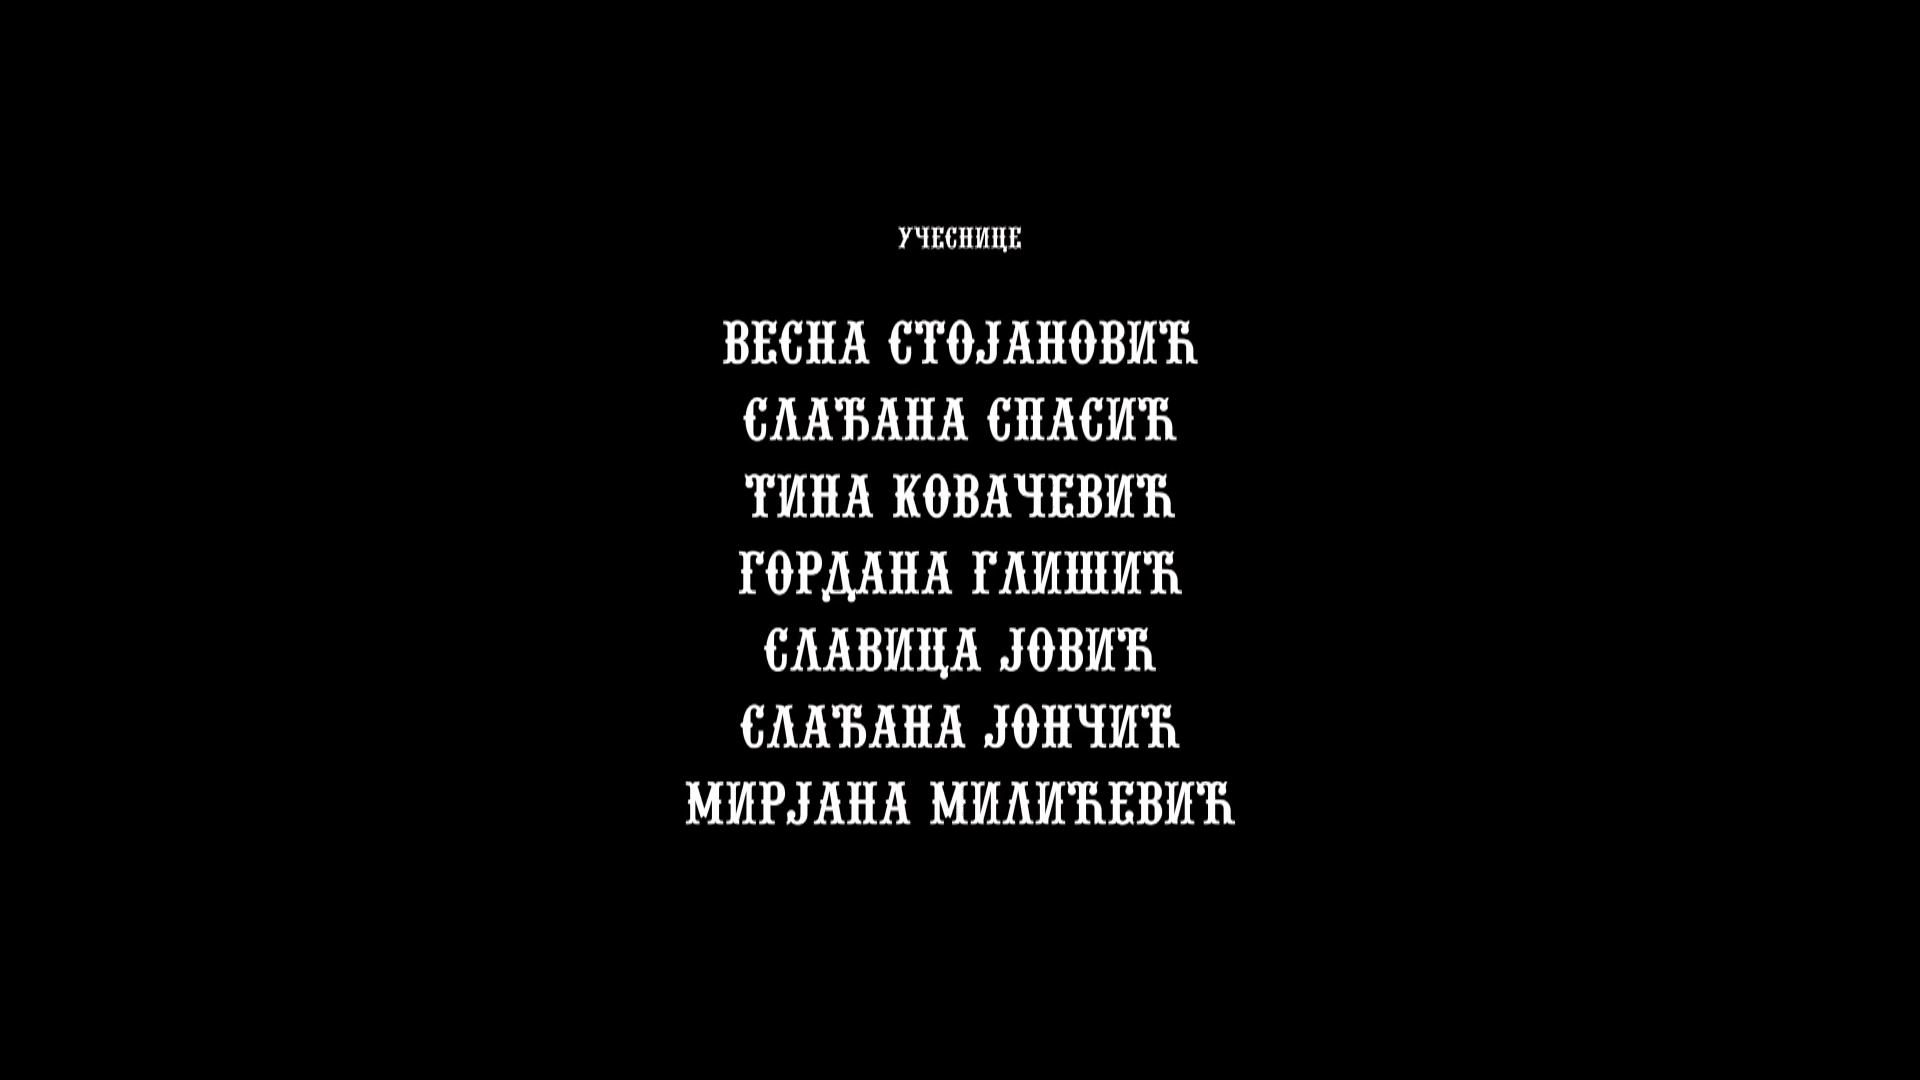 УЧЕСНИЦЕ
ВЕСНА СТОЈАНОВИЋ
СЛАЂАНА СПАСИЋ
ТИНА КОВАЧЕВИЋ
ГОРДАНА ГЛИШИЋ
СЛАВИЦА ЈОВИЋ
СЛАЂАНА ЈОНЧИЋ
МИРЈАНА МИЛИЋЕВИЋ